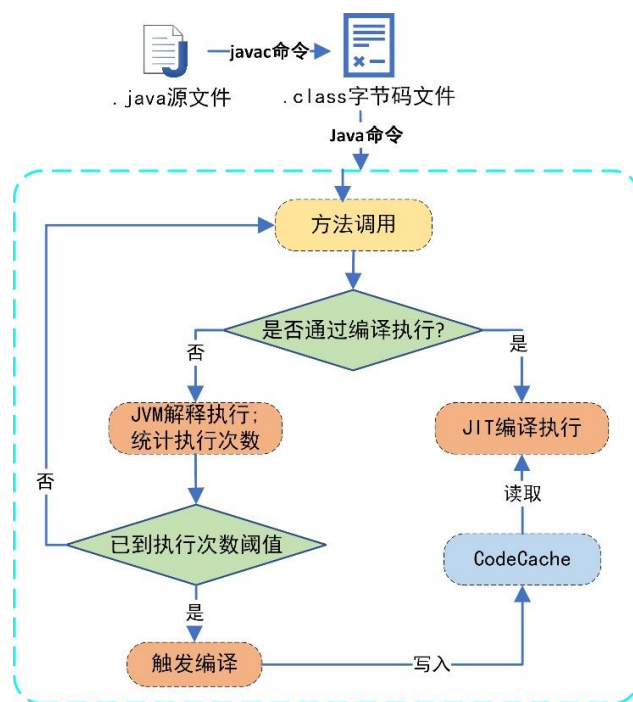 javac命令
.java源文件
.class字节码文件
Java命令
方法调用
是否通过编译执行?
否
是
JVM解释执行;
统计执行次数
JIT编译执行
否
读取
已到执行次数阈值
CodeCache
是
触发编译
写入